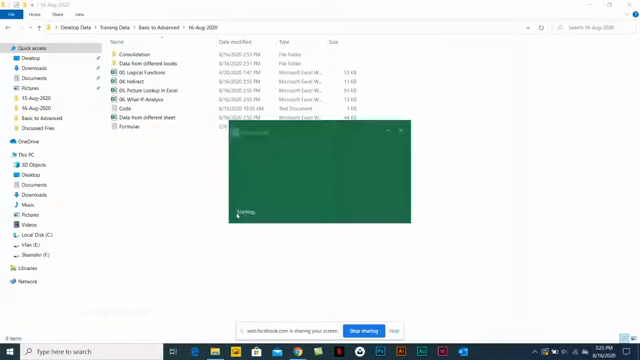 16-Aug-2020
File
Home
Share
View
Desktop Data
Training Data
Basic to Advanced
16-Aug-2020
Search 16-Aug-2020
Name
Date modified
Type
Size
Quick access
Desktop
Downloads
Documents
Pictures
15-Aug-2020
16-Aug-2020
Basic to Advanced
Discussed Files
OneDrive
This PC
3D Objects
Desktop
Documents
Downloads
Music
Pictures
Videos
Local Disk (C:)
Irfan (E:)
Libraries
Network
Consolidation 8/16/2020 2:53 PM File folder
Data from different books 8/16/2020 2:53 PM File folder
00. Logical Functions 4/30/2020 1:47 PM Microsoft Excel W... 53 KB
04. Indirect 8/16/2020 2:52 PM Microsoft Excel W... 11 KB
05. Picture Lookup in Excel 8/16/2020 2:52 PM Microsoft Excel W... 93 KB
06. What-If-Analysis 8/16/2020 2:52 PM Microsoft Excel W... 13 KB
Code 8/15/2020 10:20 AM Text Document 1 KB
Data from different sheet 8/16/2020 2:52 PM Microsoft Excel W... 44 KB
Formulas
Starting.
web.facebook.com is sharing your screen.
Stop sharing
Hide
9 items
Type here to search
3:25 PM
8/16/2020